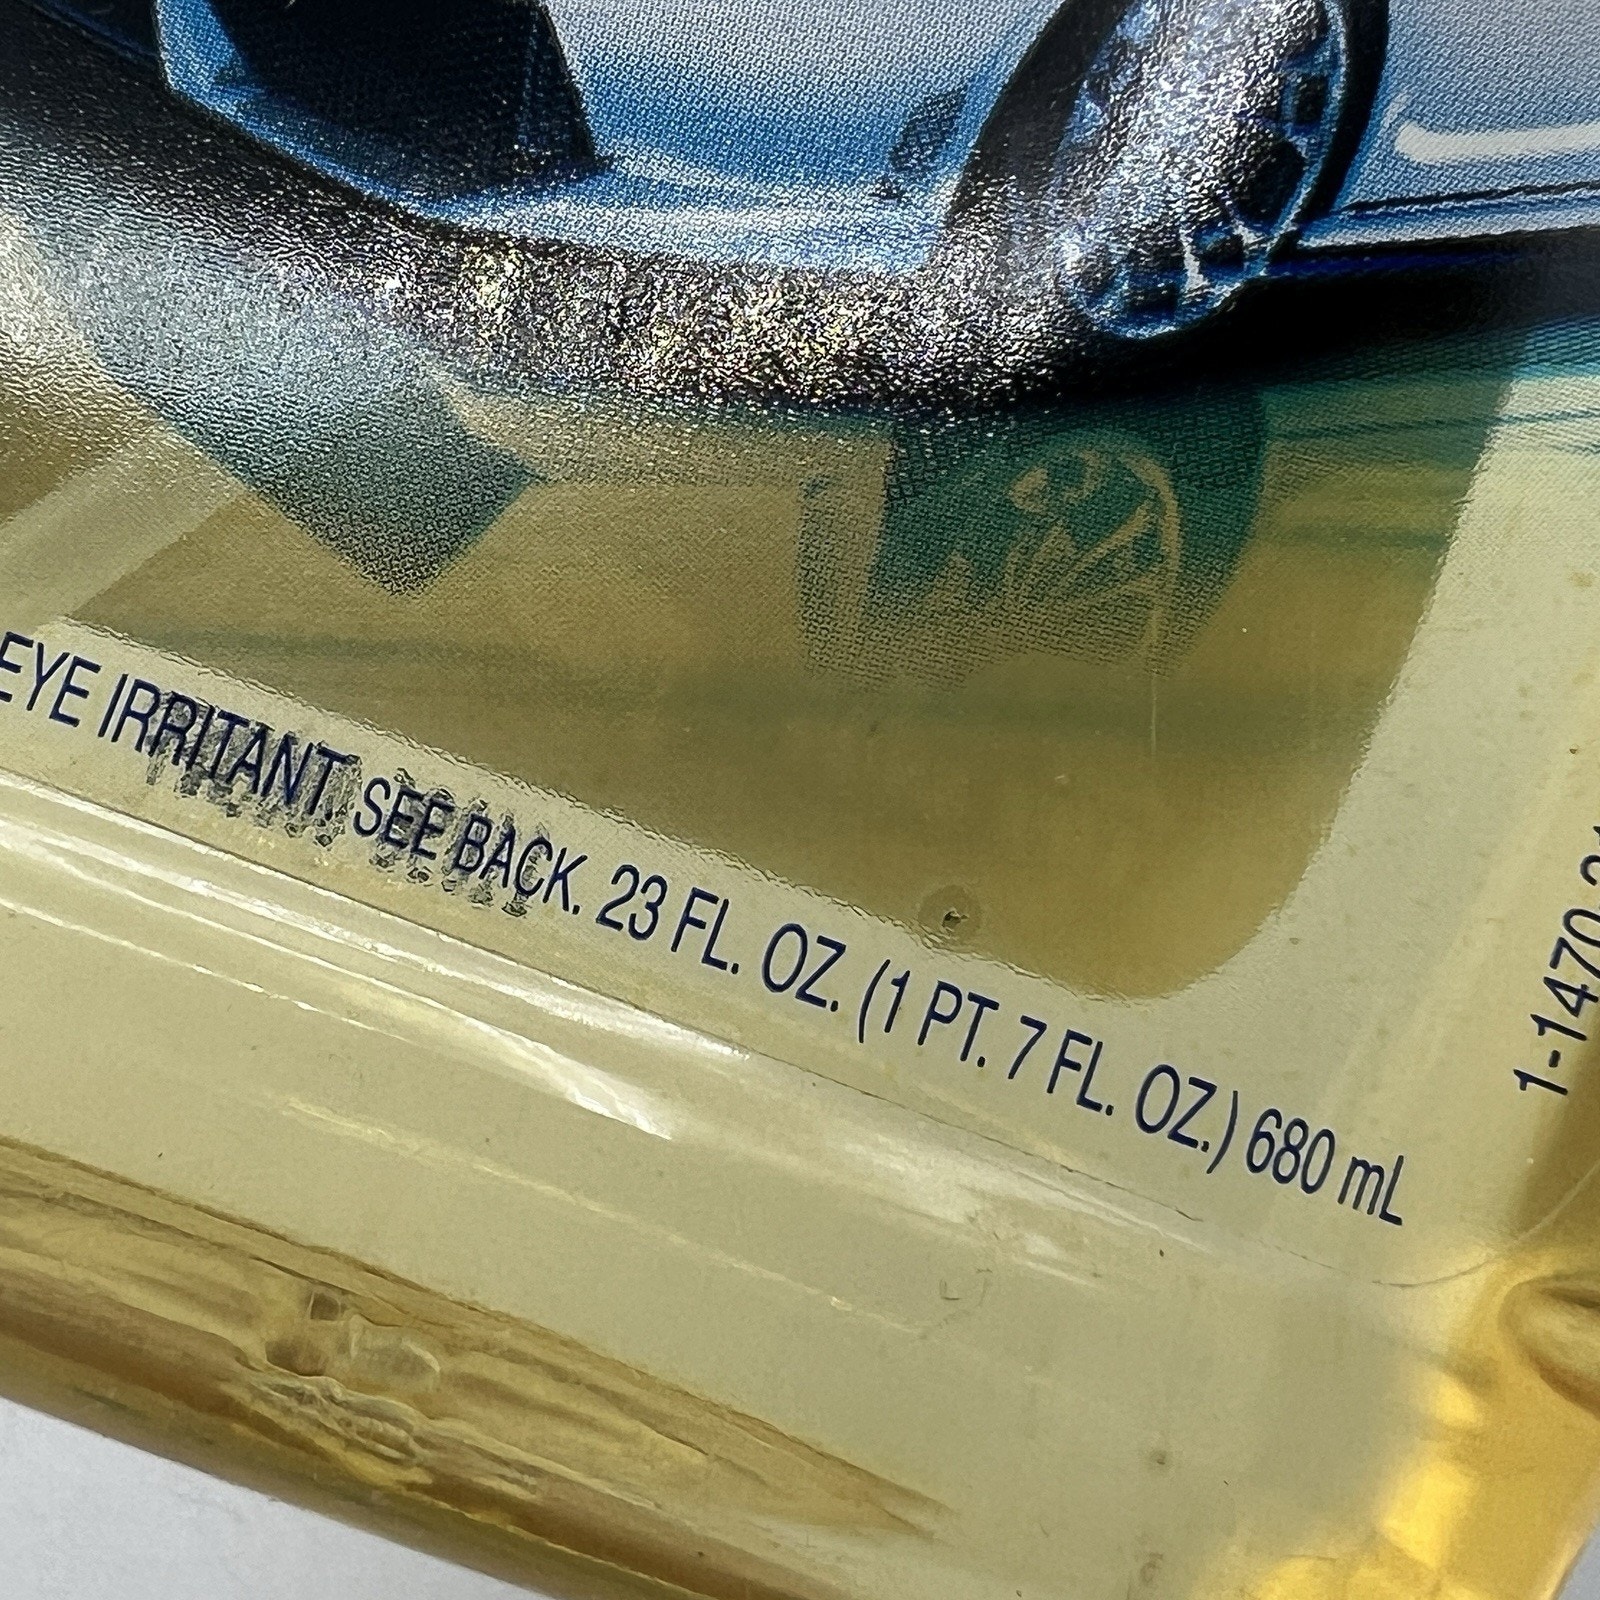 EYE IRRITANT. SEE BACK. 23 FL. OZ. (1 PT. 7 FL. OZ.) 680 mL
1-1470